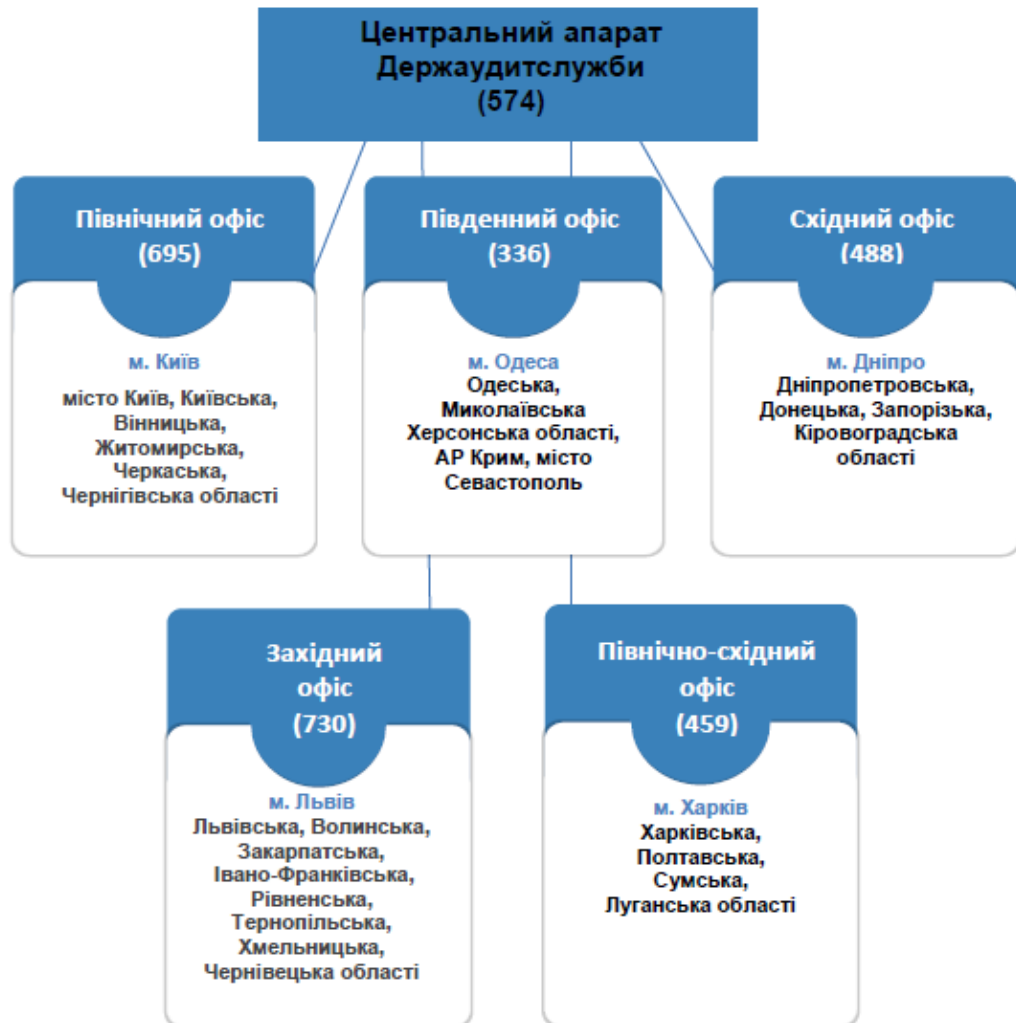 Центральний апарат
Держаудитслужби
(574)
Північний офіс
(695)
м. Київ
місто Київ, Київська,
Вінницька,
Житомирська,
Черкаська,
Чернігівська області
Південний офіс
(336)
м. Одеса
Одеська,
Миколаївська
Херсонська області,
АР Крим, місто
Севастополь
Східний офіс
(488)
м. Дніпро
Дніпропетровська,
Донецька, Запорізька,
Кіровоградська
області
Західний
офіс
(730)
м. Львів
Львівська, Волинська,
Закарпатська,
Івано-Франківська,
Рівненська,
Тернопільська,
Хмельницька,
Чернівецька області
Північно-східний
офіс
(459)
м. Харків
Харківська,
Полтавська,
Сумська,
Луганська області